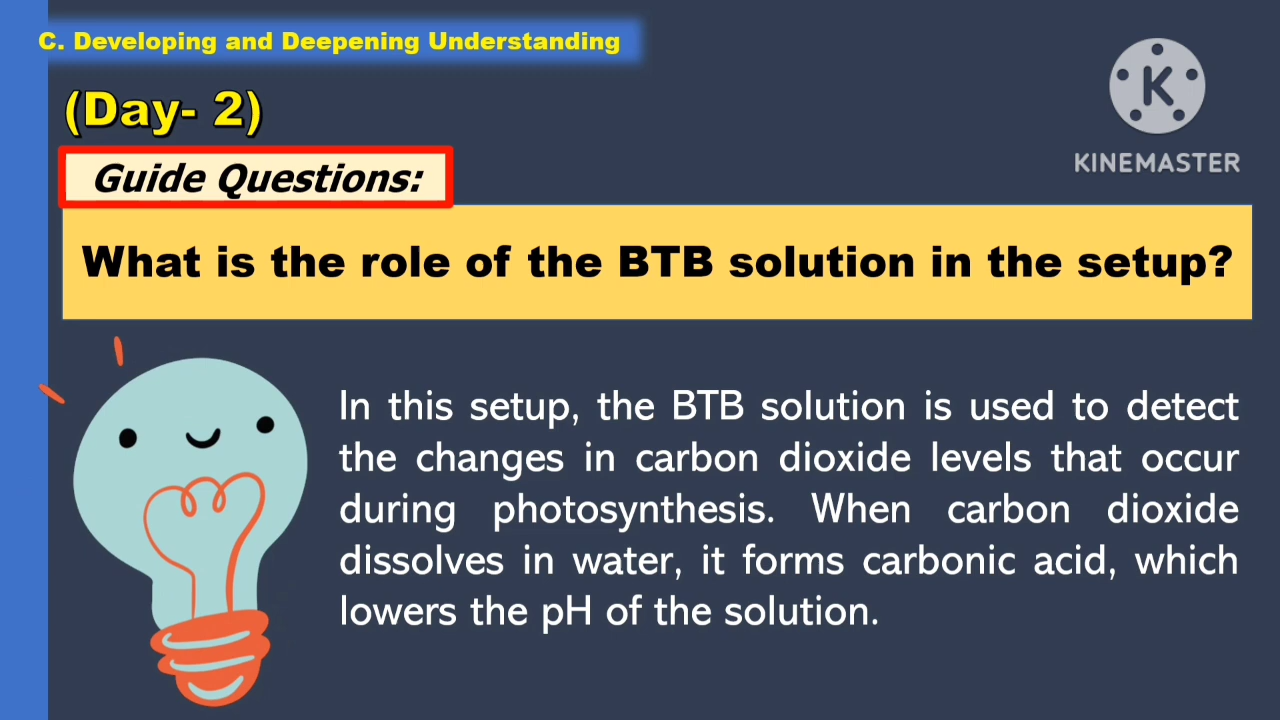 C. Developing and Deepening Understanding
(Day- 2)
K
KINEMASTER
Guide Questions:
What is the role of the BTB solution in the setup?
In this setup, the BTB solution is used to detect
the changes in carbon dioxide levels that occur
during photosynthesis. When carbon dioxide
dissolves in water, it forms carbonic acid, which
lowers the pH of the solution.